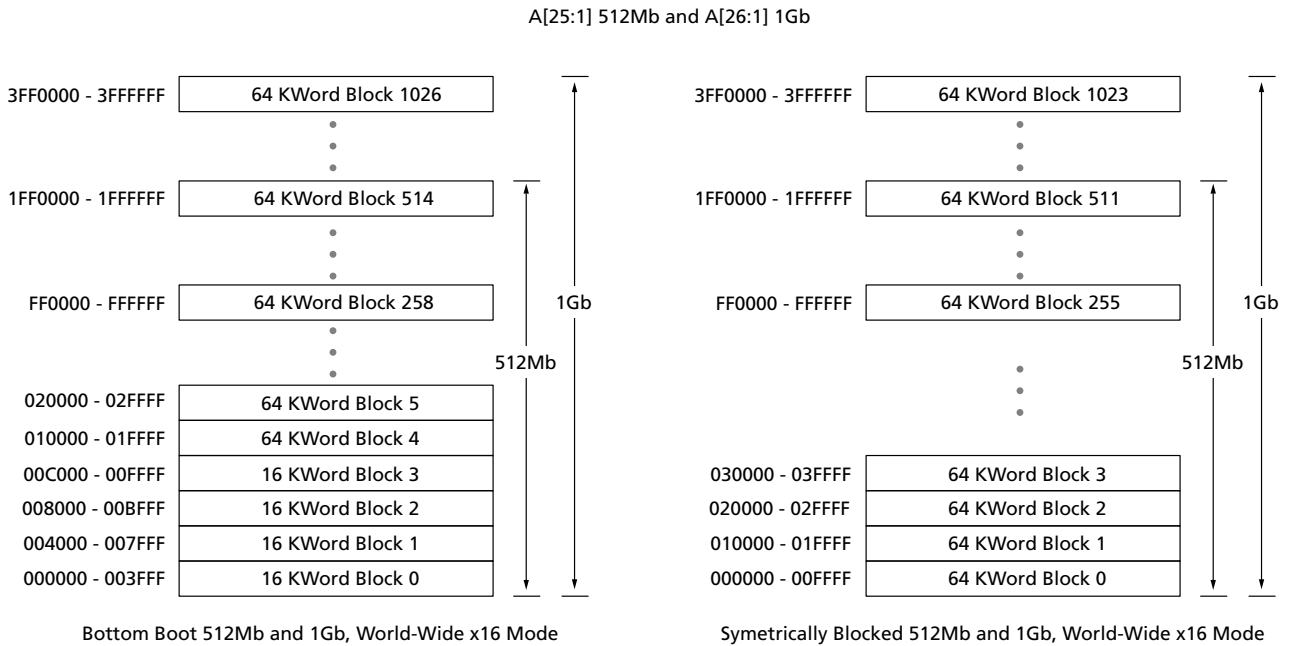 A[25:1] 512Mb and A[26:1] 1Gb
3FF0000 - 3FFFFFF
64 KWord Block 1026
1FF0000 - 1FFFFFF
64 KWord Block 514
FF0000 - FFFFFF
64 KWord Block 258
020000 - 02FFFF
64 KWord Block 5
010000 - 01FFFF
64 KWord Block 4
00C000 - 00FFFF
16 KWord Block 3
008000 - 00BFFF
16 KWord Block 2
004000 - 007FFF
16 KWord Block 1
000000 - 003FFF
16 KWord Block 0
512Mb
1Gb
Bottom Boot 512Mb and 1Gb, World-Wide x16 Mode
3FF0000 - 3FFFFFF
64 KWord Block 1023
1FF0000 - 1FFFFFF
64 KWord Block 511
FF0000 - FFFFFF
64 KWord Block 255
030000 - 03FFFF
64 KWord Block 3
020000 - 02FFFF
64 KWord Block 2
010000 - 01FFFF
64 KWord Block 1
000000 - 00FFFF
64 KWord Block 0
512Mb
1Gb
Symetrically Blocked 512Mb and 1Gb, World-Wide x16 Mode